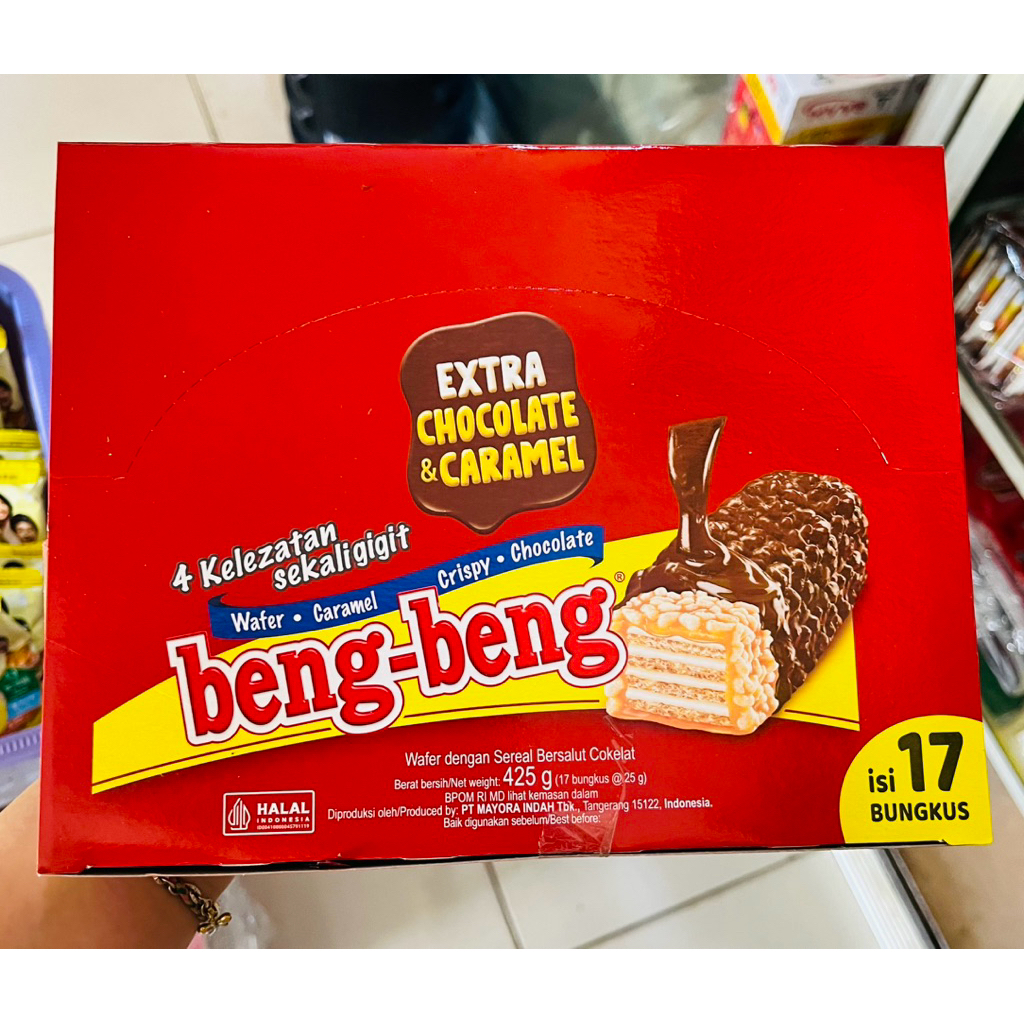 EXTRA
CHOCOLATE
& CARAMEL
4 Kelezatan
sekaligigit
Wafer • Caramel Crispy • Chocolate
beng-beng®
Wafer dengan Sereal Bersalut Cokelat
Berat bersih/Net weight: 425 g (17 bungkus @ 25 g)
BPOM RI MD lihat kemasan dalam
Diproduksi oleh/Produced by: PT MAYORA INDAH Tbk., Tangerang 15122, Indonesia.
Baik digunakan sebelum/Best before:
HALAL
INDONESIA
isi 17
BUNGKUS